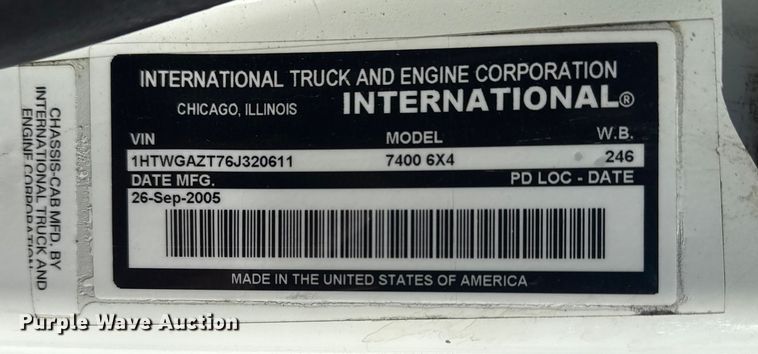 CHASSIS-CAB MFD. BY
INTERNATIONAL TRUCK AND
ENGINE CORPORATION
INTERNATIONAL TRUCK AND ENGINE CORPORATION
CHICAGO, ILLINOIS INTERNATIONAL®
VIN MODEL W.B.
1HTWGAZT76J320611 7400 6X4 246
DATE MFG. PD LOC - DATE
26-Sep-2005
MADE IN THE UNITED STATES OF AMERICA
Purple Wave Auction